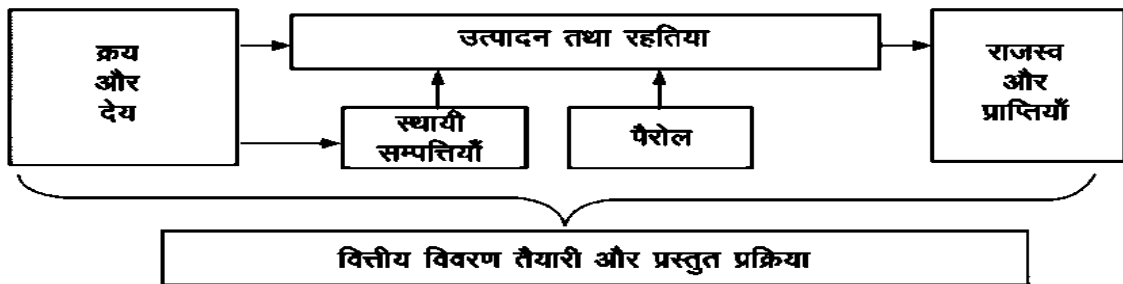 क्रय
और
देय
उत्पादन तथा रहतिया
राजस्व
और
प्राप्तियाँ
स्थायी
सम्पत्तियाँ
पैरोल
वित्तीय विवरण तैयारी और प्रस्तुत प्रक्रिया